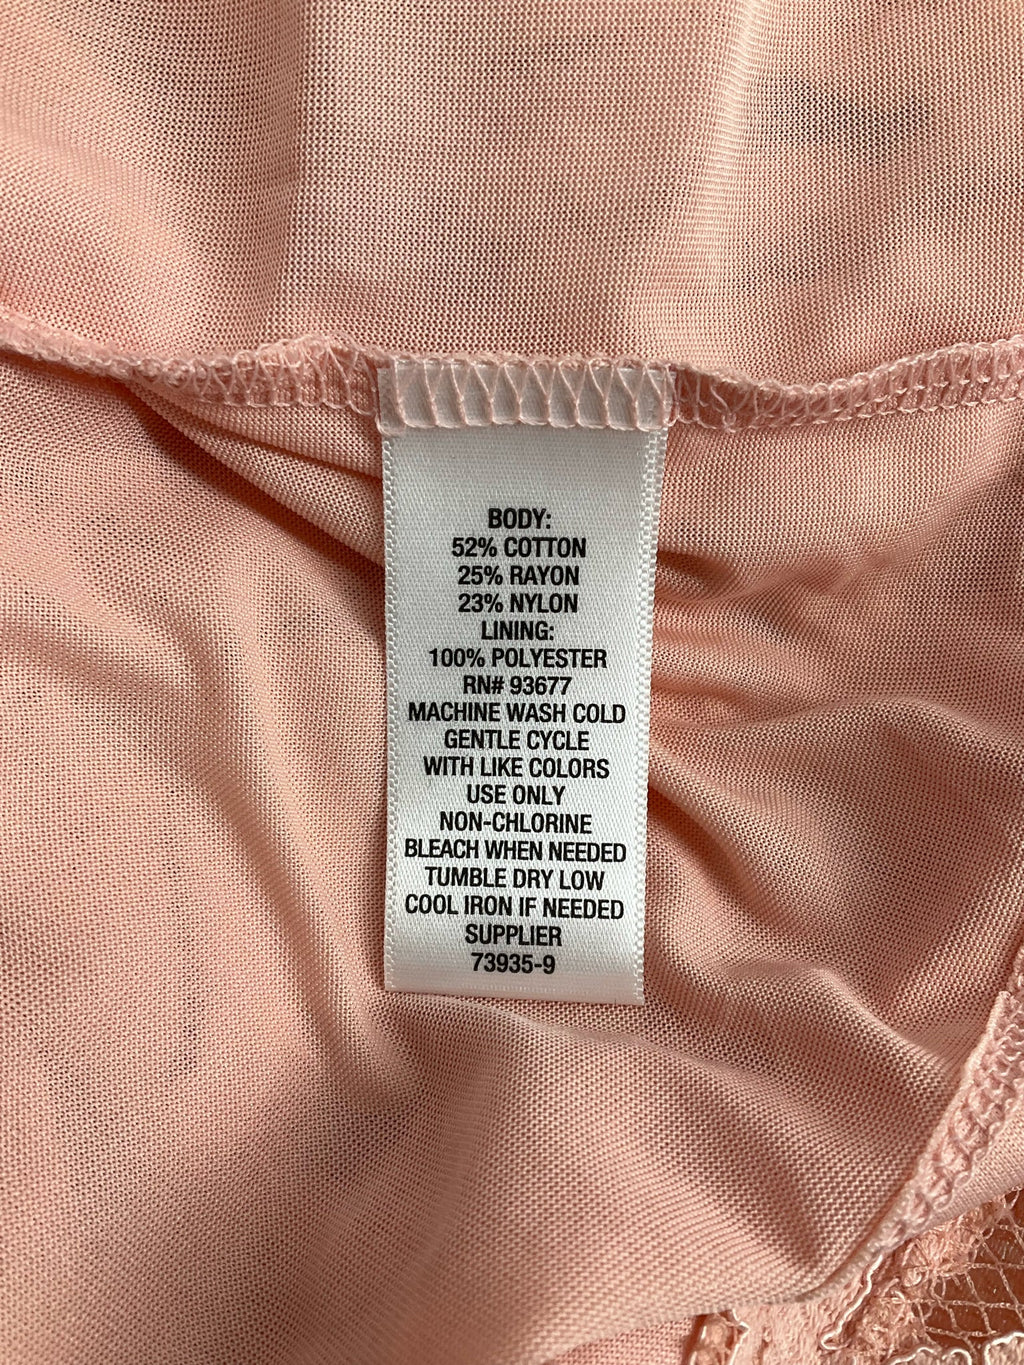 BODY:
52% COTTON
25% RAYON
23% NYLON
LINING:
100% POLYESTER
RN# 93677
MACHINE WASH COLD
GENTLE CYCLE
WITH LIKE COLORS
USE ONLY
NON-CHLORINE
BLEACH WHEN NEEDED
TUMBLE DRY LOW
COOL IRON IF NEEDED
SUPPLIER
73935-9